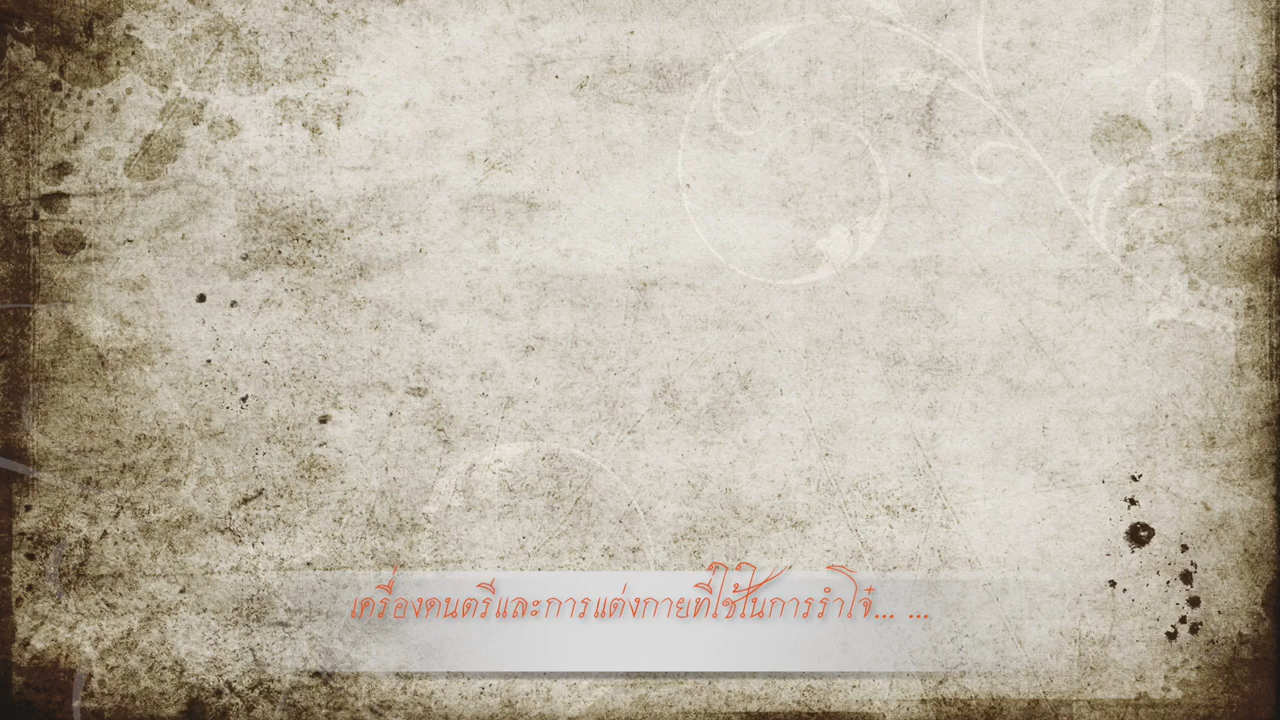 เครื่องดนตรีและการแต่งกายที่ใช้ในการรำโจ๋... ...